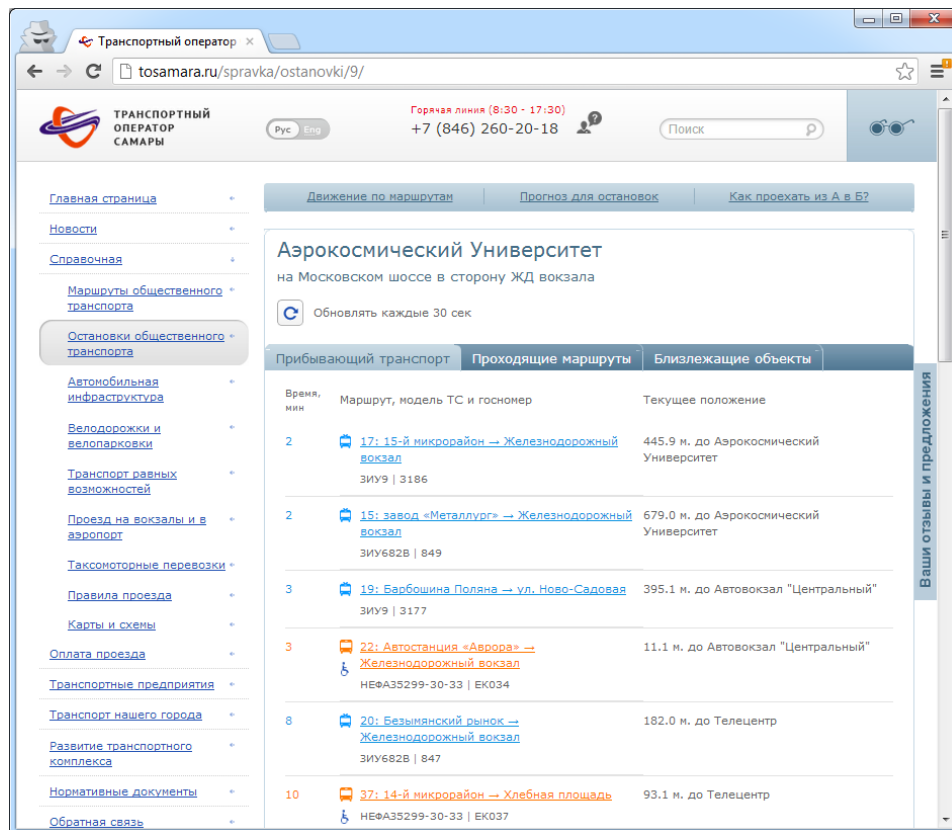 Транспортный оператор
tosamara.ru/spravka/ostanovki/9/
ТРАНСПОРТНЫЙ
ОПЕРАТОР
САМАРЫ
Рус Eng
Горячая линия (8:30 - 17:30)
+7 (846) 260-20-18
Поиск
Главная страница
Новости
Справочная
Маршруты общественного
транспорта
Остановки общественного
транспорта
Автомобильная
инфраструктура
Велодорожки и
велопарковки
Транспорт равных
возможностей
Проезд на вокзалы и в
аэропорт
Таксомоторные перевозки
Правила проезда
Карты и схемы
Оплата проезда
Транспортные предприятия
Транспорт нашего города
Развитие транспортного
комплекса
Нормативные документы
Обратная связь
Движение по маршрутам
Прогноз для остановок
Как проехать из А в Б?
Аэрокосмический Университет
на Московском шоссе в сторону ЖД вокзала
Обновлять каждые 30 сек
Прибывающий транспорт
Проходящие маршруты
Близлежащие объекты
Время,
мин
Маршрут, модель ТС и госномер
Текущее положение
2
17: 15-й микрорайон → Железнодорожный
вокзал
ЗИУ9 | 3186
445.9 м. до Аэрокосмический
Университет
2
15: завод «Металлург» → Железнодорожный
вокзал
ЗИУ682В | 849
679.0 м. до Аэрокосмический
Университет
3
19: Барбошина Поляна → ул. Ново-Садовая
ЗИУ9 | 3177
395.1 м. до Автовокзал "Центральный"
3
22: Автостанция «Аврора» →
Железнодорожный вокзал
НЕФАЗ5299-30-33 | ЕК034
11.1 м. до Автовокзал "Центральный"
8
20: Безымянский рынок →
Железнодорожный вокзал
ЗИУ682В | 847
182.0 м. до Телецентр
10
37: 14-й микрорайон → Хлебная площадь
НЕФАЗ5299-30-33 | ЕК037
93.1 м. до Телецентр
Ваши отзывы и предложения